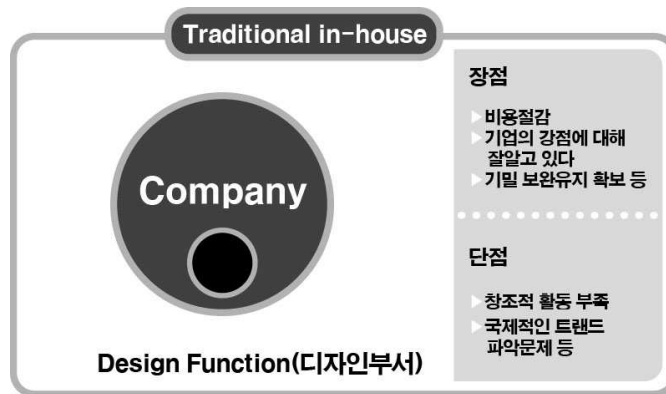 Traditional in-house
Company
Design Function(디자인부서)
장점
비용절감
기업의 강점에 대해
잘알고 있다
기밀 보완유지 확보 등
단점
창조적 활동 부족
국제적인 트랜드
파악문제 등